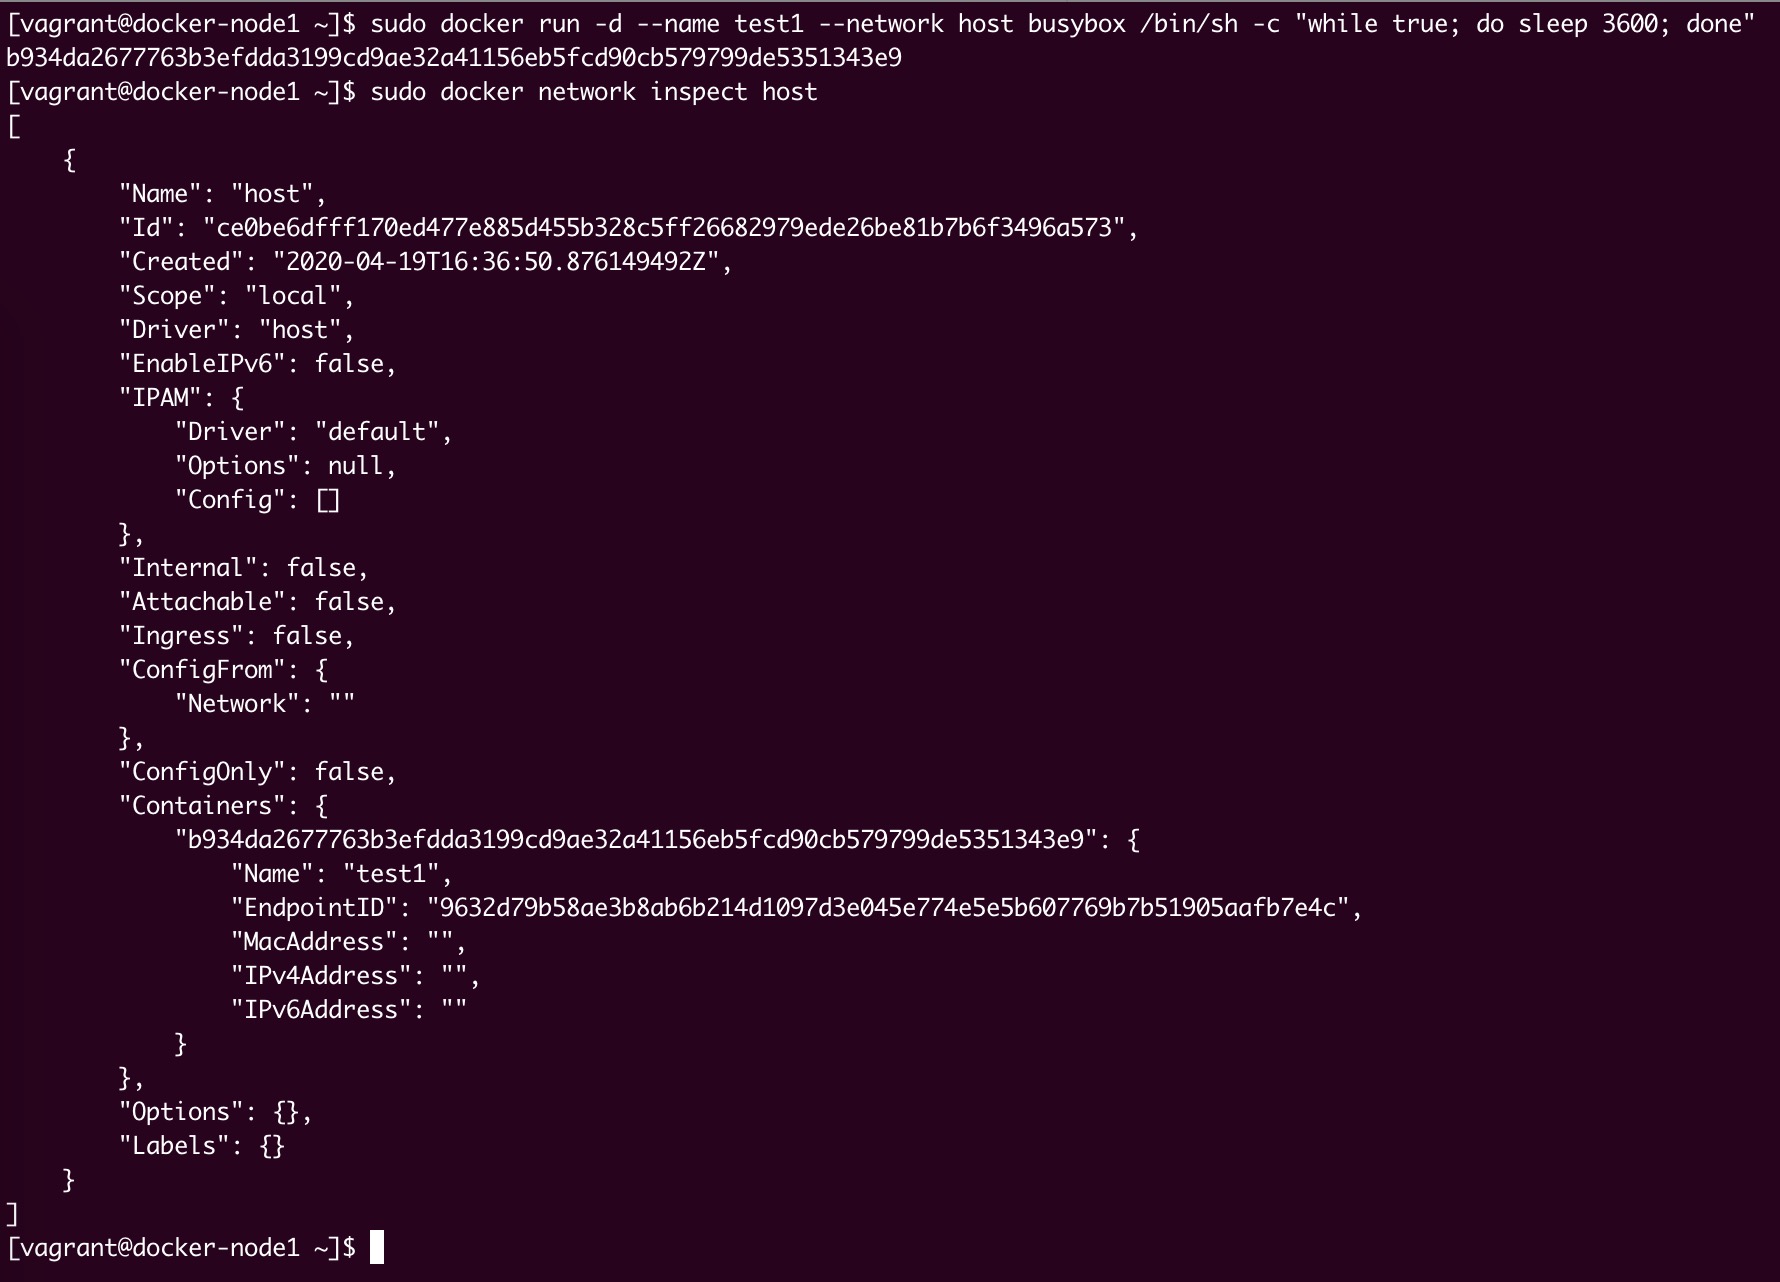 [vagrant@docker-node1 ~]$ sudo docker run -d --name test1 --network host busybox /bin/sh -c "while true; do sleep 3600; done"
b934da2677763b3efdda3199cd9ae32a41156eb5fcd90cb579799de5351343e9
[vagrant@docker-node1 ~]$ sudo docker network inspect host
[
    {
        "Name": "host",
        "Id": "ce0be6dfff170ed477e885d455b328c5ff26682979ede26be81b7b6f3496a573",
        "Created": "2020-04-19T16:36:50.876149492Z",
        "Scope": "local",
        "Driver": "host",
        "EnableIPv6": false,
        "IPAM": {
            "Driver": "default",
            "Options": null,
            "Config": []
        },
        "Internal": false,
        "Attachable": false,
        "Ingress": false,
        "ConfigFrom": {
            "Network": ""
        },
        "ConfigOnly": false,
        "Containers": {
            "b934da2677763b3efdda3199cd9ae32a41156eb5fcd90cb579799de5351343e9": {
                "Name": "test1",
                "EndpointID": "9632d79b58ae3b8ab6b214d1097d3e045e774e5e5b607769b7b51905aafb7e4c",
                "MacAddress": "",
                "IPv4Address": "",
                "IPv6Address": ""
            }
        },
        "Options": {},
        "Labels": {}
    }
]
[vagrant@docker-node1 ~]$